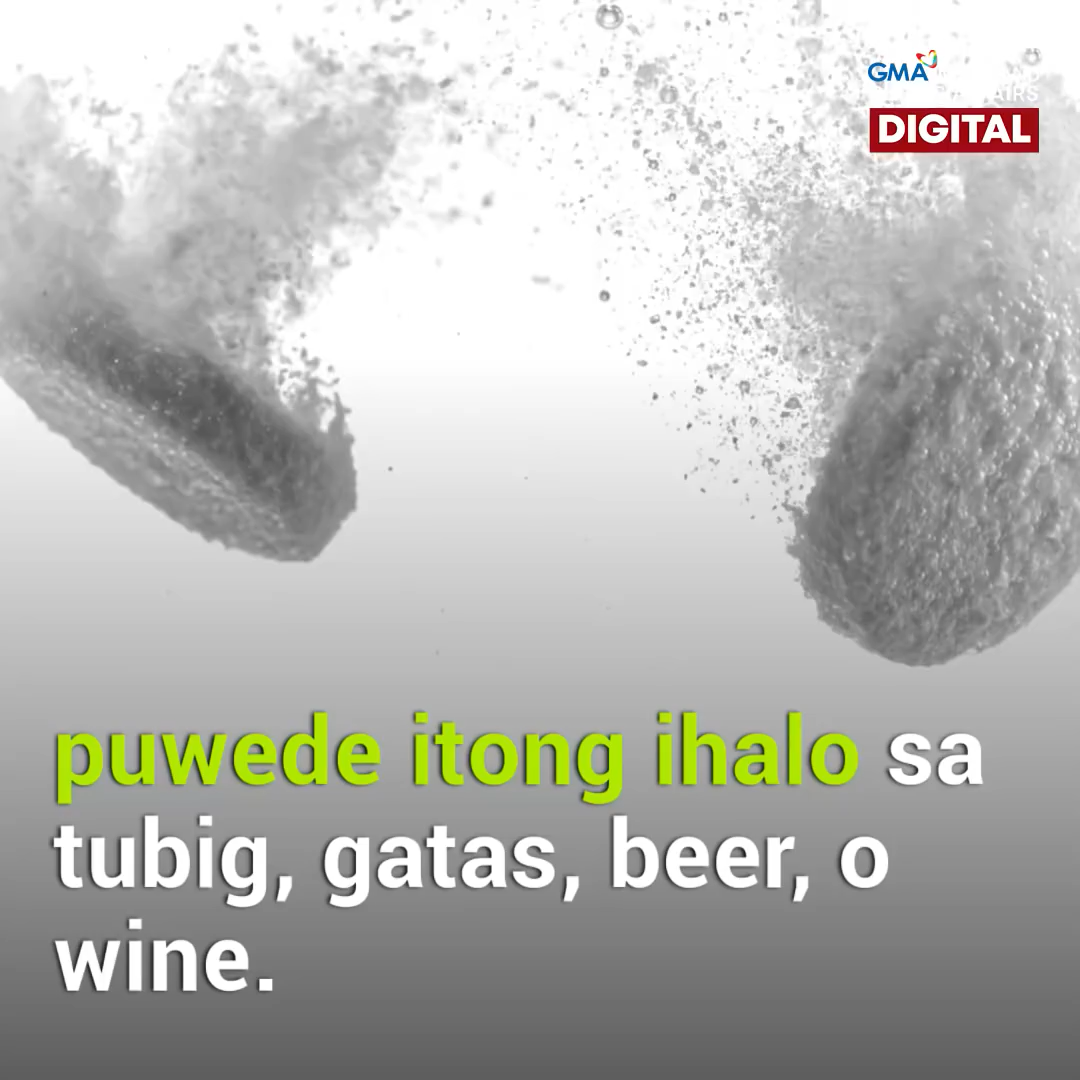 GMA
DIGITAL
puwede itong ihalo sa
tubig, gatas, beer, o
wine.